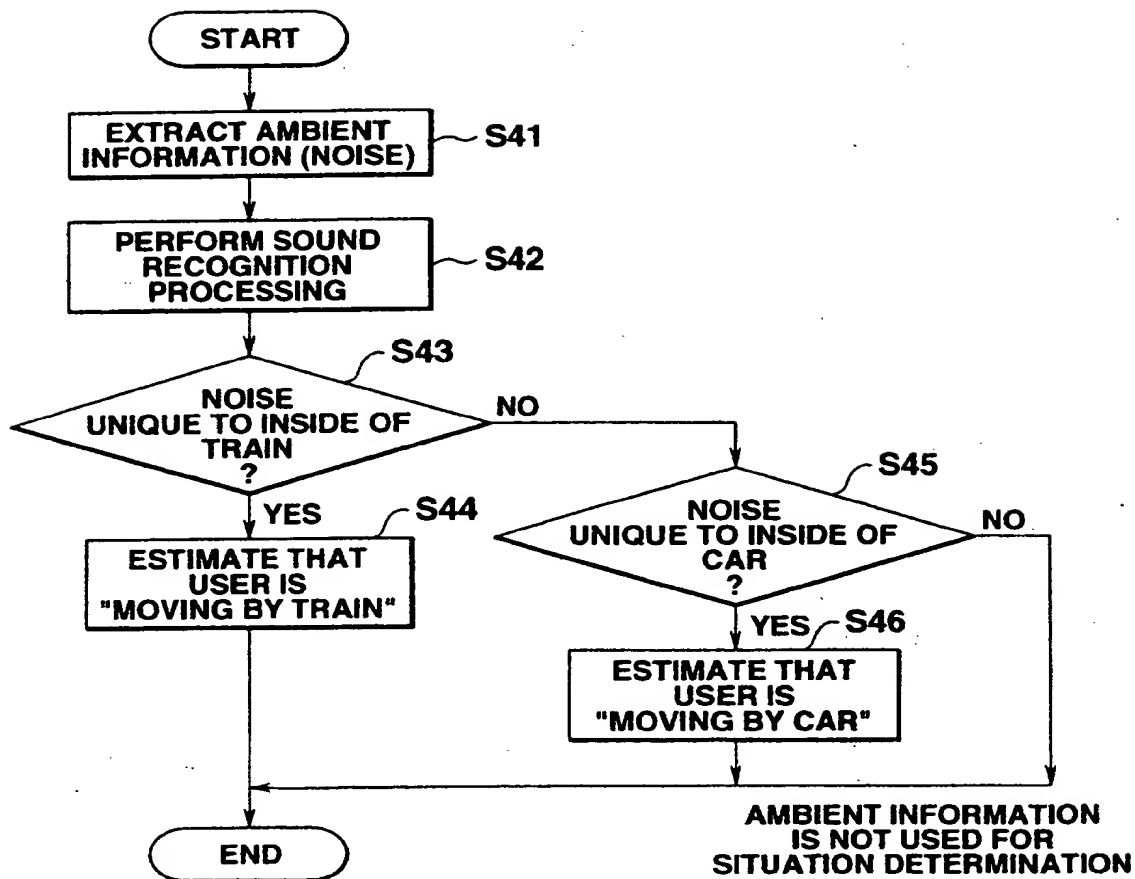 START
EXTRACT AMBIENT
INFORMATION (NOISE)
S41
PERFORM SOUND
RECOGNITION
PROCESSING
S42
S43
NOISE
UNIQUE TO INSIDE OF
TRAIN
?
NO
YES
S44
ESTIMATE THAT
USER IS
"MOVING BY TRAIN"
S45
NOISE
UNIQUE TO INSIDE OF
CAR
?
NO
YES
S46
ESTIMATE THAT
USER IS
"MOVING BY CAR"
AMBIENT INFORMATION
IS NOT USED FOR
SITUATION DETERMINATION
END